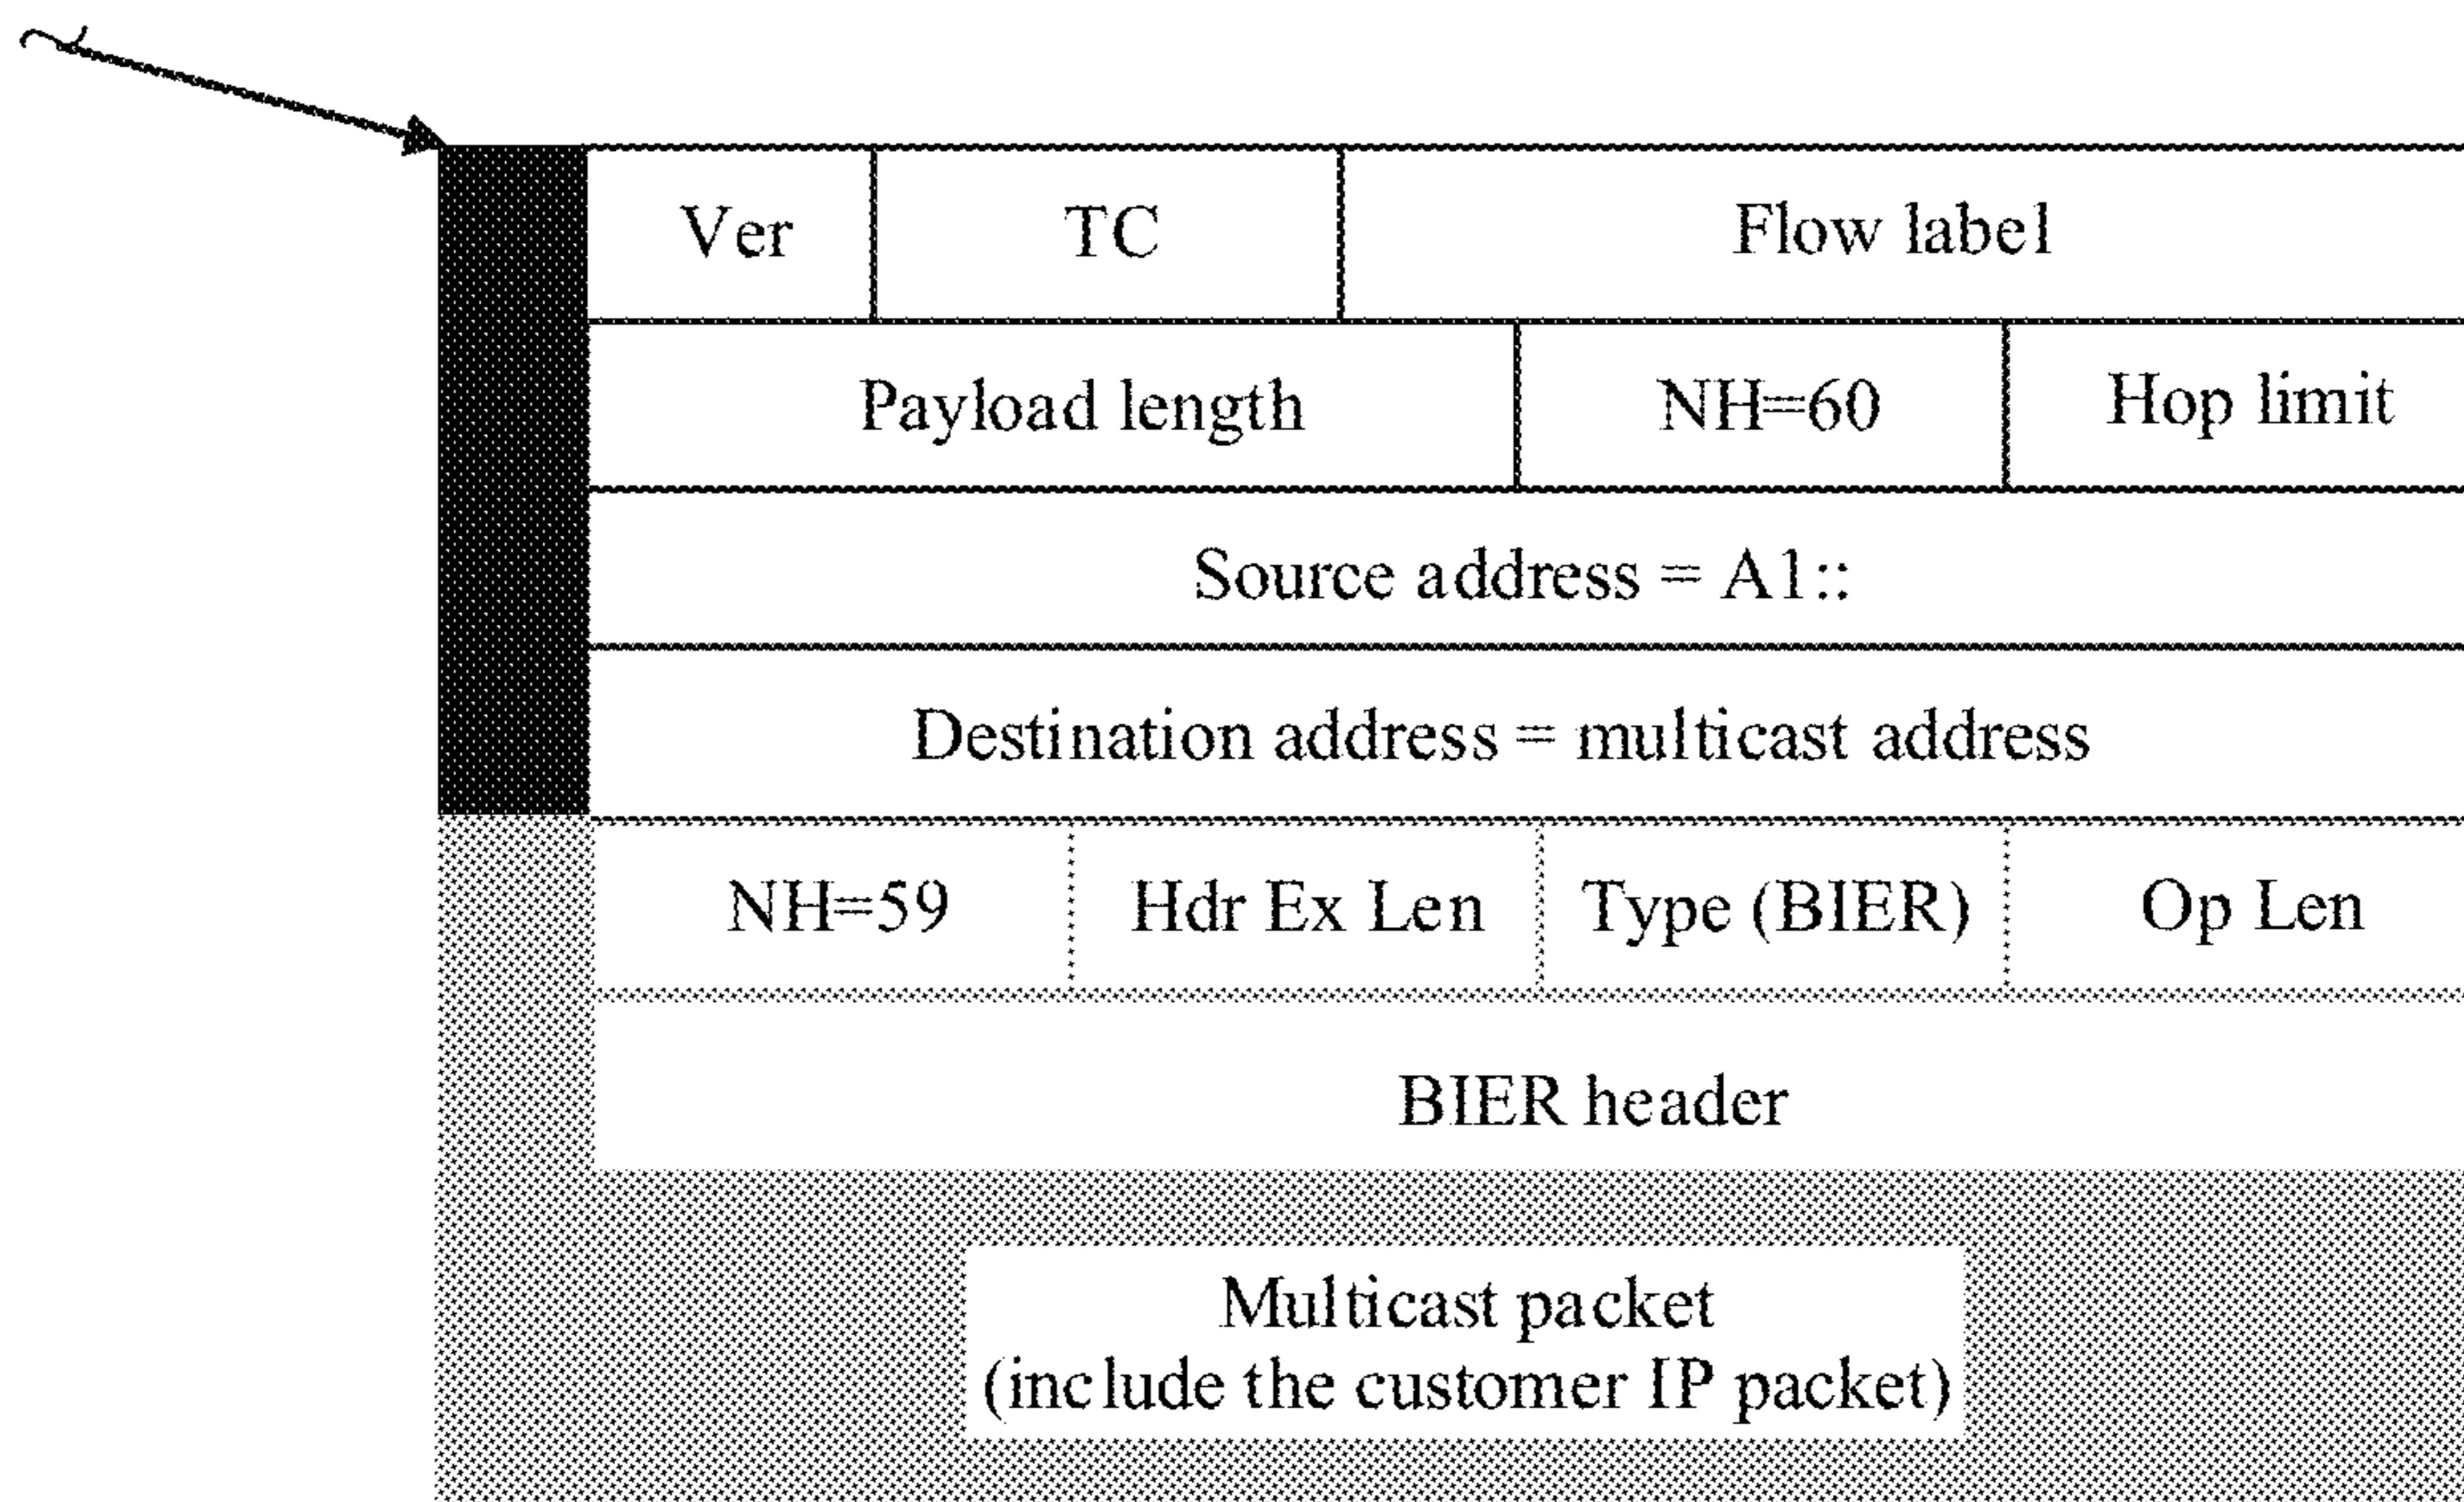 Ver TC Flow label
Payload length NH=60 Hop limit
Source address = A1::
Destination address = multicast address
NH=59 Hdr Ex Len Type (BIER) Op Len
BIER header
Multicast packet
(include the customer IP packet)